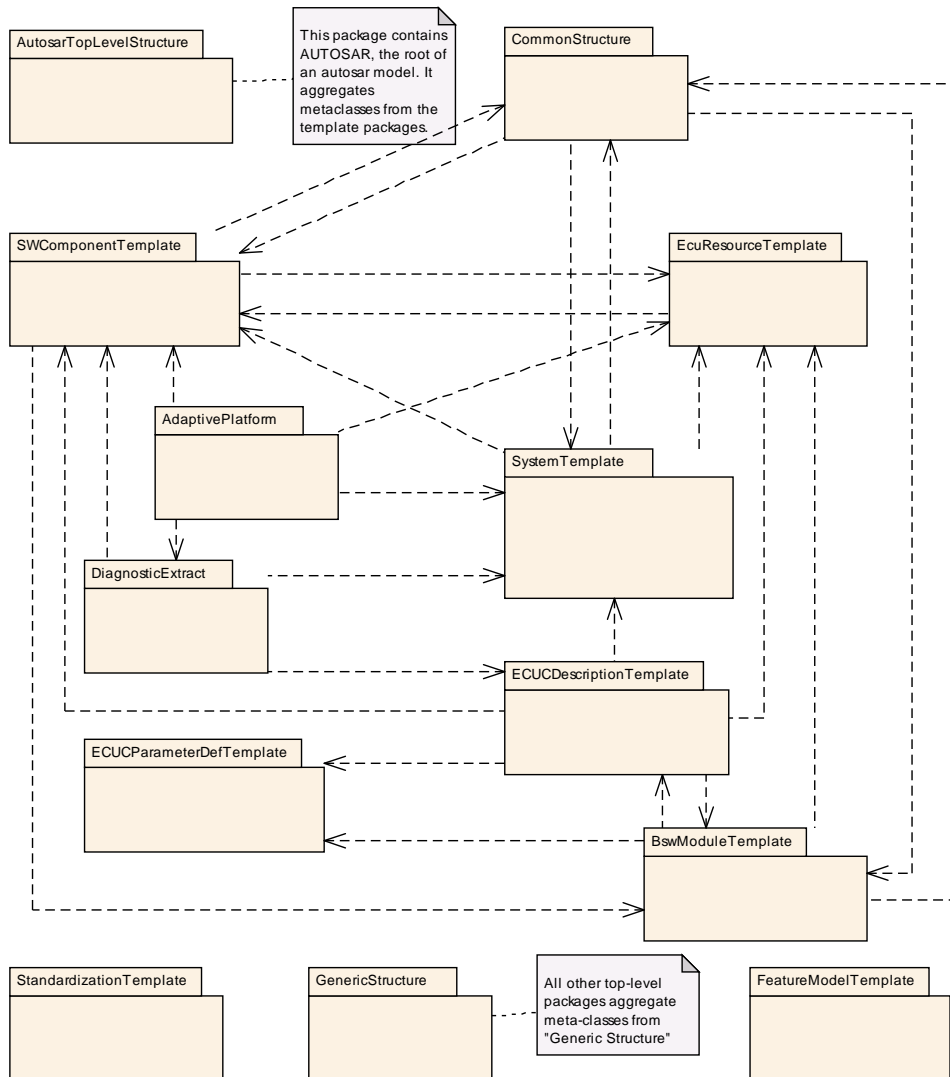 AutosarTopLevelStructure
This package contains
AUTOSAR, the root of
an autosar model. It
aggregates
metaclasses from the
template packages.
CommonStructure
SWComponentTemplate
EcuResourceTemplate
AdaptivePlatform
SystemTemplate
DiagnosticExtract
ECUCDescriptionTemplate
ECUCParameterDefTemplate
BswModuleTemplate
StandardizationTemplate
GenericStructure
All other top-level
packages aggregate
meta-classes from
"Generic Structure"
FeatureModelTemplate